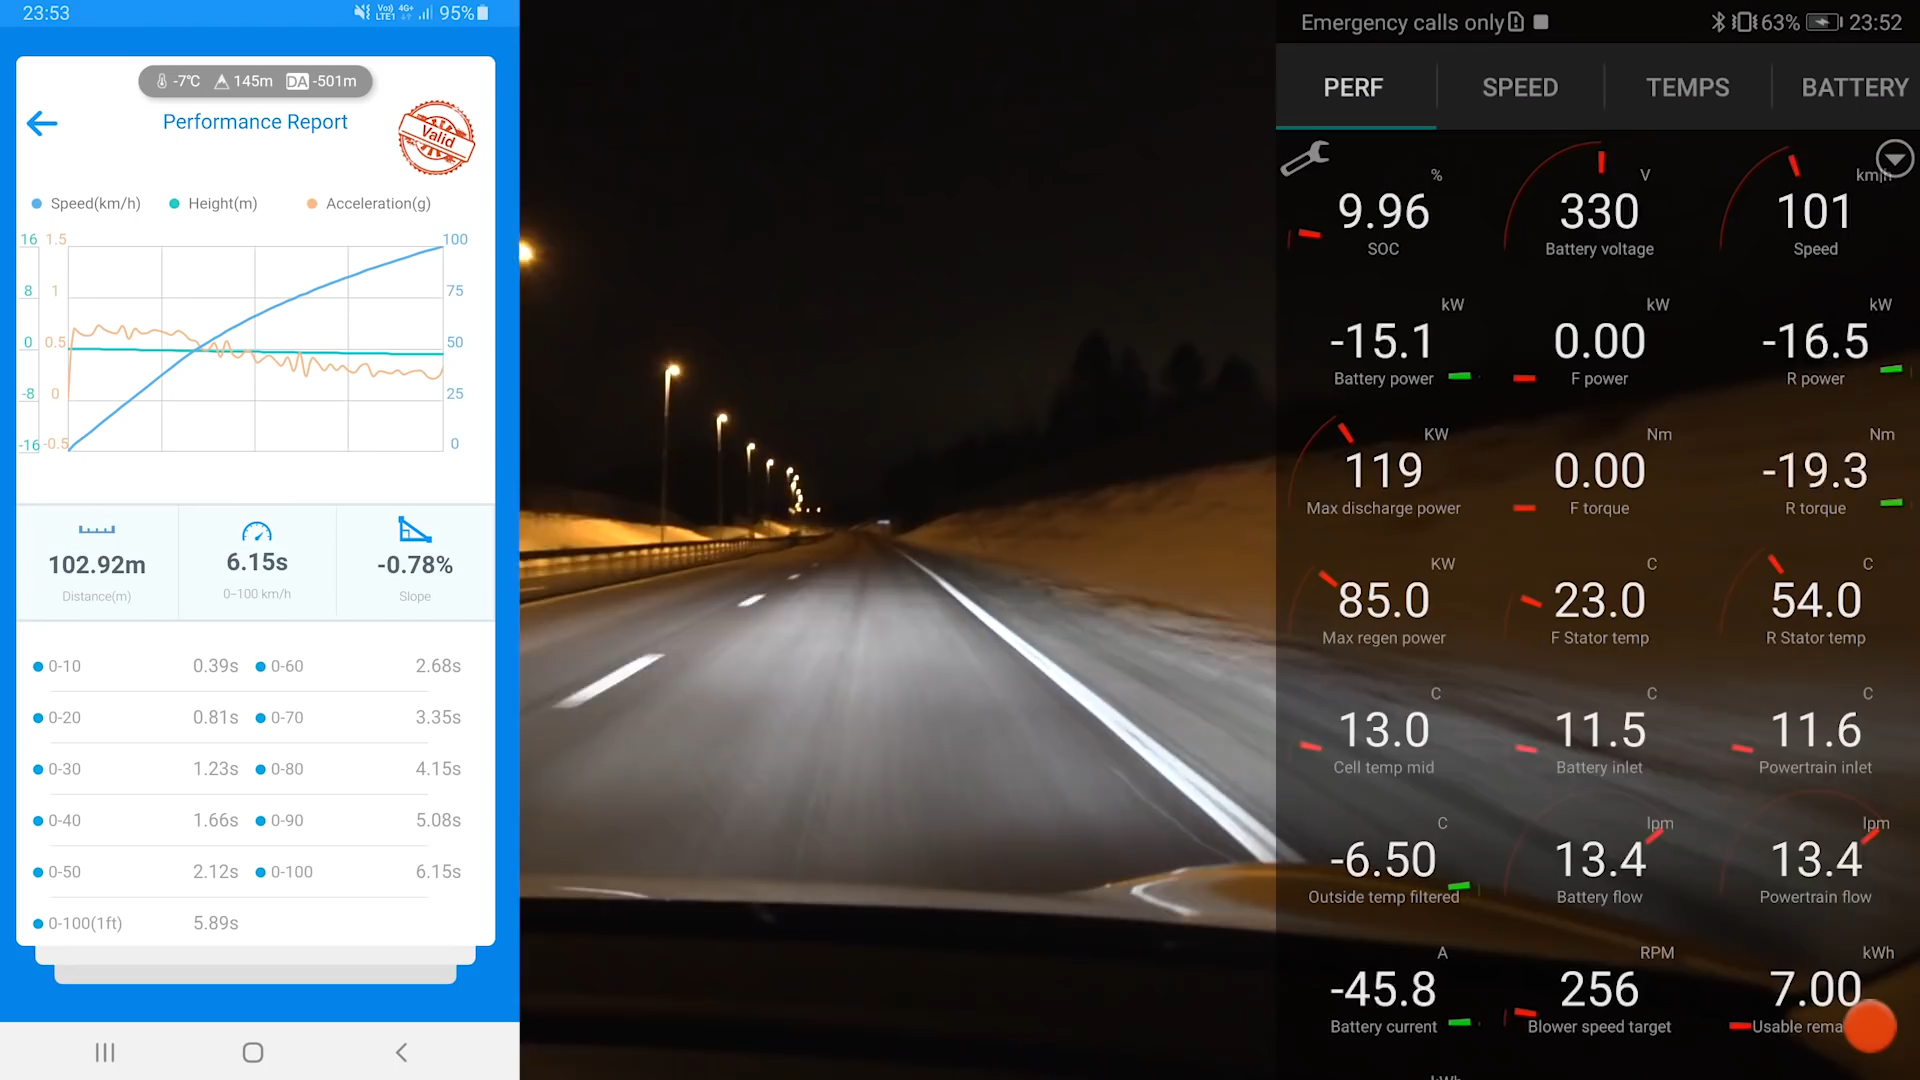 23:53
Vo)) 4G+
LTE1
95%
-7℃ 145m DA -501m
Performance Report
Valid
Speed(km/h) Height(m) Acceleration(g)
16 1.5 100
8 1 75
0 0.5 50
-8 0 25
-16 -0.5 0
102.92m 6.15s -0.78%
Distance(m) 0-100 km/h Slope
0-10 0.39s 0-60 2.68s
0-20 0.81s 0-70 3.35s
0-30 1.23s 0-80 4.15s
0-40 1.66s 0-90 5.08s
0-50 2.12s 0-100 6.15s
0-100(1ft) 5.89s
Emergency calls only 63% 23:52
PERF SPEED TEMPS BATTERY
% V km/h
9.96 330 101
SOC Battery voltage Speed
kW kW kW
-15.1 0.00 -16.5
Battery power F power R power
KW Nm Nm
119 0.00 -19.3
Max discharge power F torque R torque
KW C C
85.0 23.0 54.0
Max regen power F Stator temp R Stator temp
C C C
13.0 11.5 11.6
Cell temp mid Battery inlet Powertrain inlet
C lpm lpm
-6.50 13.4 13.4
Outside temp filtered Battery flow Powertrain flow
A RPM kWh
-45.8 256 7.00
Battery current Blower speed target Usable rema